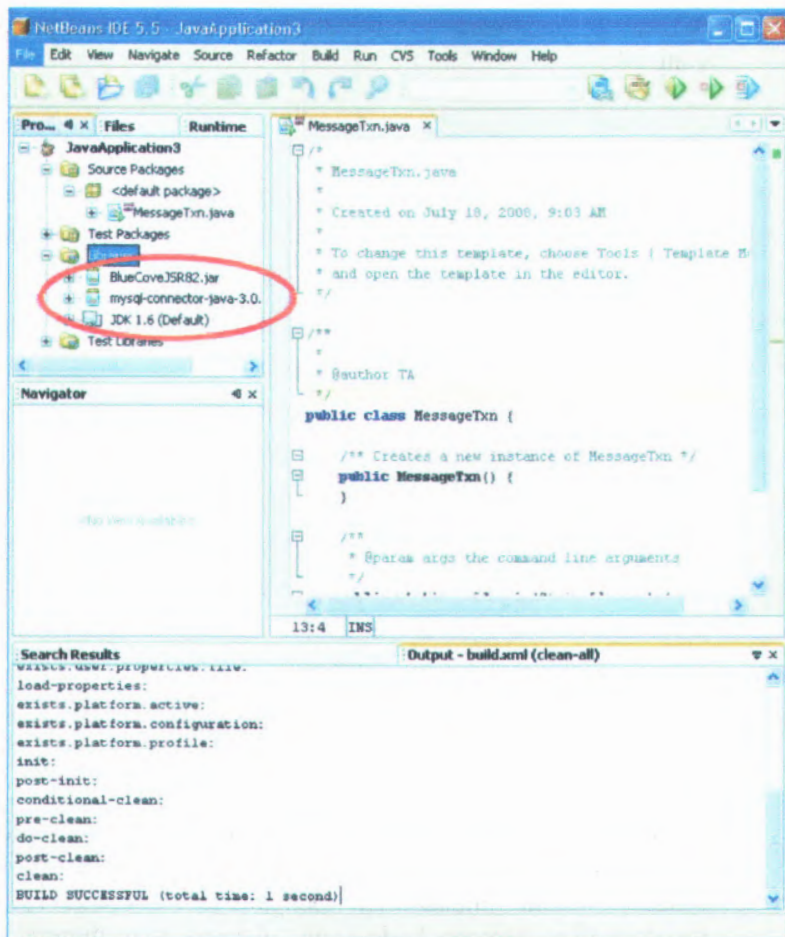 NetBeans IDE 5.5 - JavaApplication3
File Edit View Navigate Source Refactor Build Run CVS Tools Window Help
Pro... Files Runtime
JavaApplication3
Source Packages
<default package>
MessageTxn.java
Test Packages
Libraries
BlueCoveJSR82.jar
mysql-connector-java-3.0.
JDK 1.6 (Default)
Test Libraries
Navigator
MessageTxn.java
/*
* MessageTxn.java
*
* Created on July 18, 2008, 9:03 AM
*
* To change this template, choose Tools | Template M
* and open the template in the editor.
*/
/**
*
* @author TA
*/
public class MessageTxn {
/** Creates a new instance of MessageTxn */
public MessageTxn() {
}
/**
* @param args the command line arguments
*/
13:4 INS
Search Results
Output - build.xml (clean-all)
exists.user.properties.file:
load-properties:
exists.platform.active:
exists.platform.configuration:
exists.platform.profile:
init:
post-init:
conditional-clean:
pre-clean:
do-clean:
post-clean:
clean:
BUILD SUCCESSFUL (total time: 1 second)